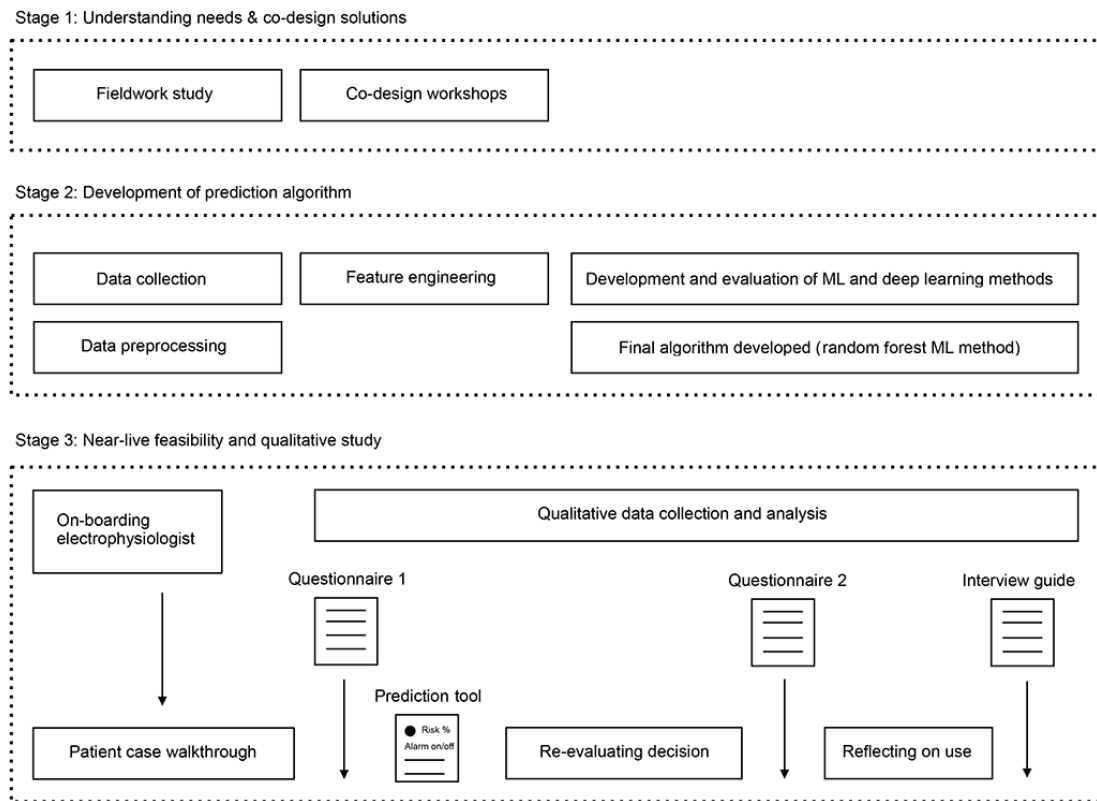 Stage 1: Understanding needs & co-design solutions
Fieldwork study
Co-design workshops
Stage 2: Development of prediction algorithm
Data collection
Feature engineering
Development and evaluation of ML and deep learning methods
Data preprocessing
Final algorithm developed (random forest ML method)
Stage 3: Near-live feasibility and qualitative study
On-boarding
electrophysiologist
Qualitative data collection and analysis
Questionnaire 1
Questionnaire 2
Interview guide
Prediction tool
Risk %
Alarm on/off
Patient case walkthrough
Re-evaluating decision
Reflecting on use